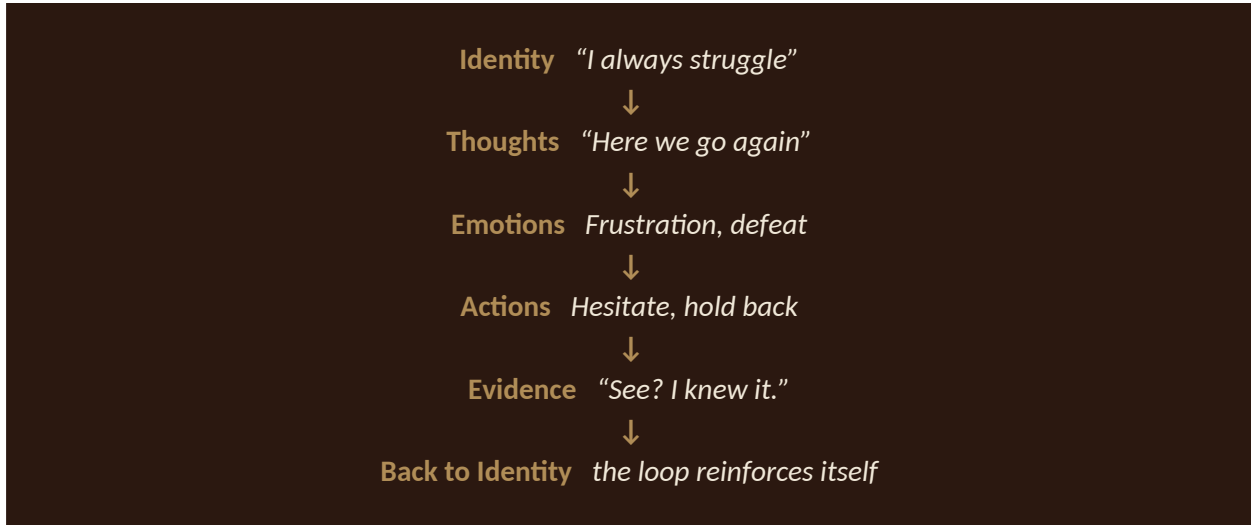 Identity “I always struggle”
↓
Thoughts “Here we go again”
↓
Emotions Frustration, defeat
↓
Actions Hesitate, hold back
↓
Evidence “See? I knew it.”
↓
Back to Identity the loop reinforces itself